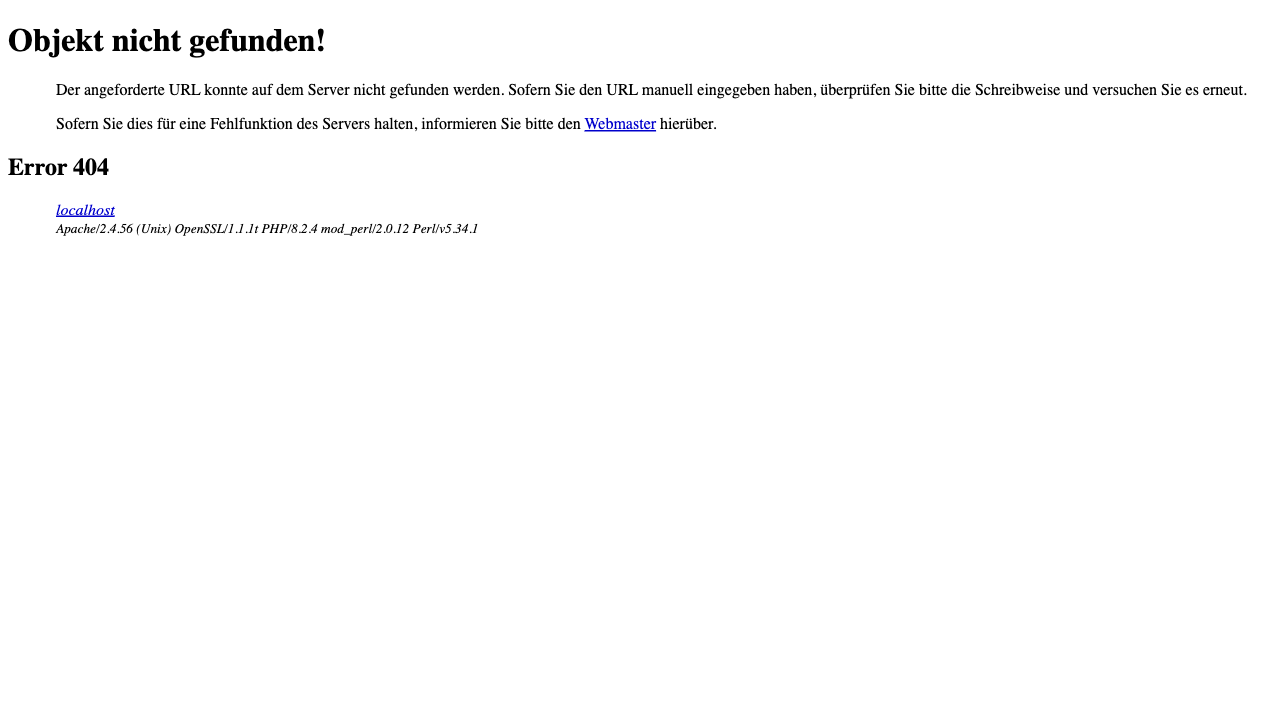 Objekt nicht gefunden!
Der angeforderte URL konnte auf dem Server nicht gefunden werden. Sofern Sie den URL manuell eingegeben haben, überprüfen Sie bitte die Schreibweise und versuchen Sie es erneut.
Sofern Sie dies für eine Fehlfunktion des Servers halten, informieren Sie bitte den Webmaster hierüber.
Error 404
localhost
Apache/2.4.56 (Unix) OpenSSL/1.1.1t PHP/8.2.4 mod_perl/2.0.12 Perl/v5.34.1